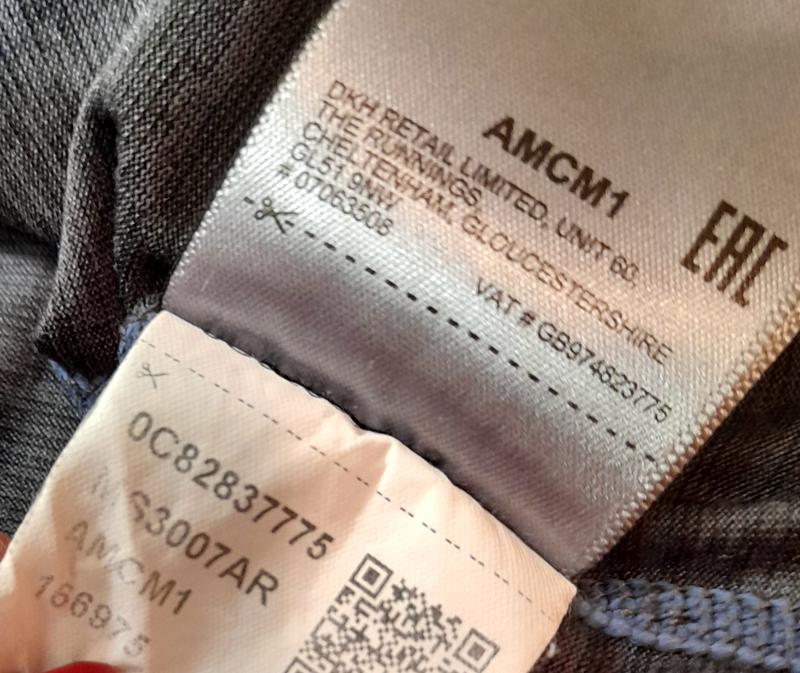 AMCM1
DKH RETAIL LIMITED, UNIT 60,
THE RUNNINGS
CHELTENHAM, GLOUCESTERSHIRE
GL51 9NW
# 07063508
VAT # GB974623775
EAC
0C82837775
S3007AR
AMCM1
166975